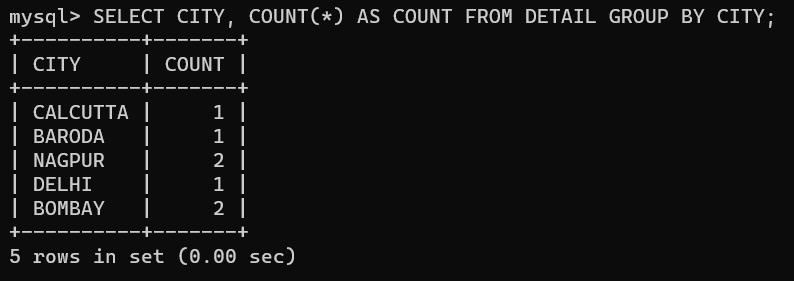 mysql> SELECT CITY, COUNT(*) AS COUNT FROM DETAIL GROUP BY CITY;
+----------+-------+
| CITY     | COUNT |
+----------+-------+
| CALCUTTA |     1 |
| BARODA   |     1 |
| NAGPUR   |     2 |
| DELHI    |     1 |
| BOMBAY   |     2 |
+----------+-------+
5 rows in set (0.00 sec)